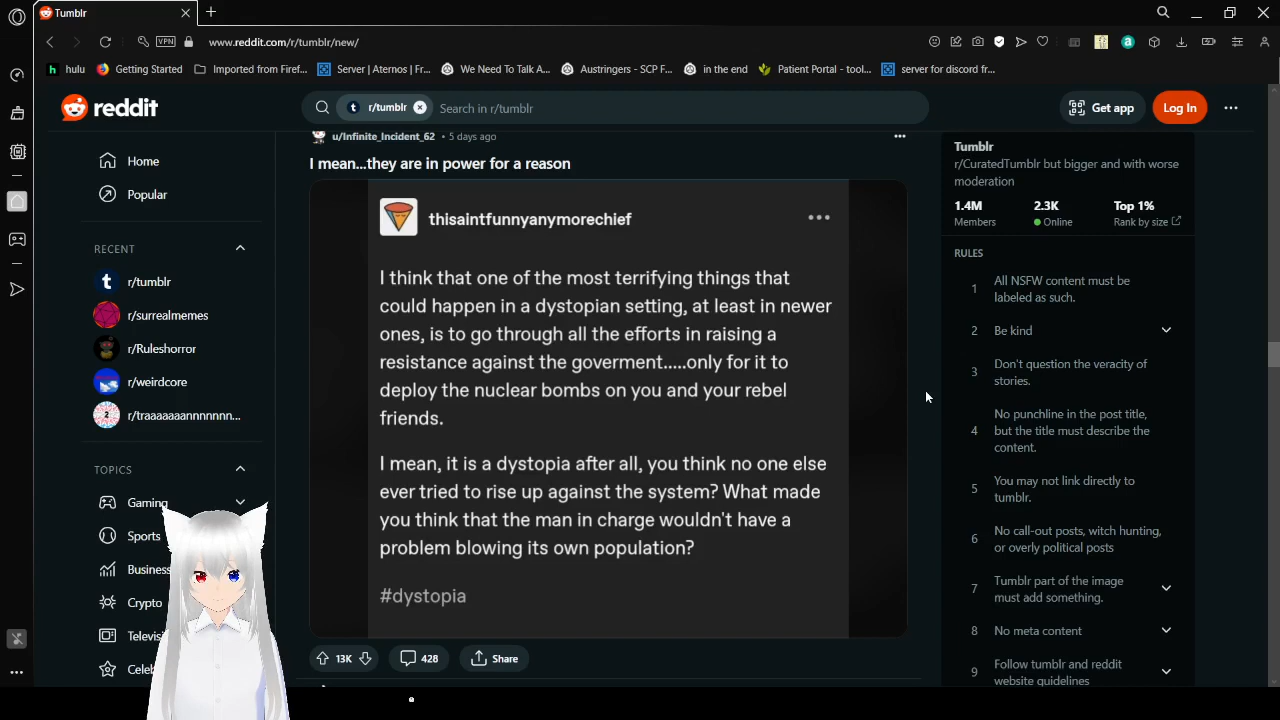 Tumblr
VPN
www.reddit.com/r/tumblr/new/
hulu
Getting Started
Imported from Firef...
Server | Aternos | Fr...
We Need To Talk A...
Austringers - SCP F...
in the end
Patient Portal - tool...
server for discord fr...
reddit
r/tumblr
Search in r/tumblr
Get app
Log In
Home
Popular
RECENT
r/tumblr
r/surrealmemes
r/Ruleshorror
r/weirdcore
r/traaaaaaannnnnnn...
TOPICS
Gaming
Sports
Business
Crypto
Televisi
Celeb
u/Infinite_Incident_62 • 5 days ago
I mean...they are in power for a reason
thisaintfunnyanymorechief
I think that one of the most terrifying things that
could happen in a dystopian setting, at least in newer
ones, is to go through all the efforts in raising a
resistance against the goverment.....only for it to
deploy the nuclear bombs on you and your rebel
friends.
I mean, it is a dystopia after all, you think no one else
ever tried to rise up against the system? What made
you think that the man in charge wouldn't have a
problem blowing its own population?
#dystopia
13K
428
Share
Tumblr
r/CuratedTumblr but bigger and with worse
moderation
1.4M 2.3K Top 1%
Members Online Rank by size
RULES
1 All NSFW content must be
labeled as such.
2 Be kind
3 Don't question the veracity of
stories.
4 No punchline in the post title,
but the title must describe the
content.
5 You may not link directly to
tumblr.
6 No call-out posts, witch hunting,
or overly political posts
7 Tumblr part of the image
must add something.
8 No meta content
9 Follow tumblr and reddit
website guidelines